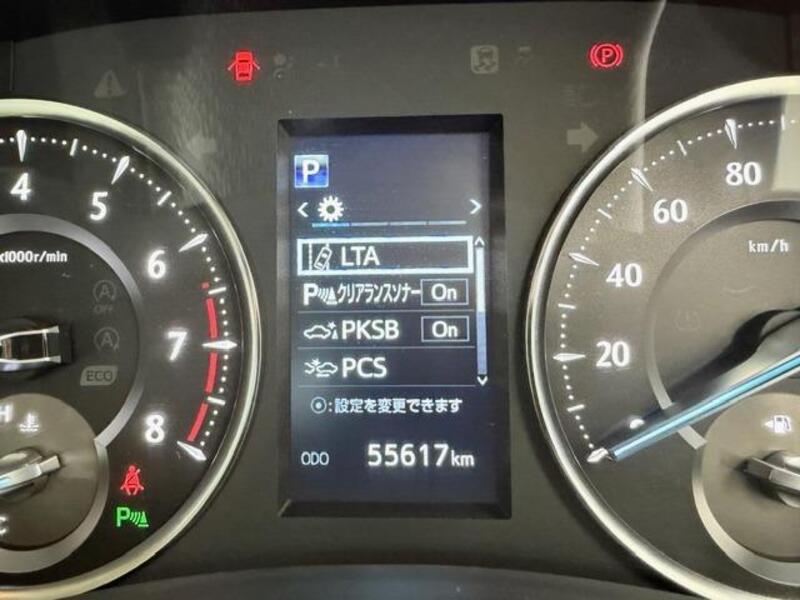 P
P
LTA
クリアランスソナー On
PKSB On
PCS
◉:設定を変更できます
ODO 55617km
4
5
6
7
8
x1000r/min
OFF
ECO
H
C
P
80
60
40
20
km/h